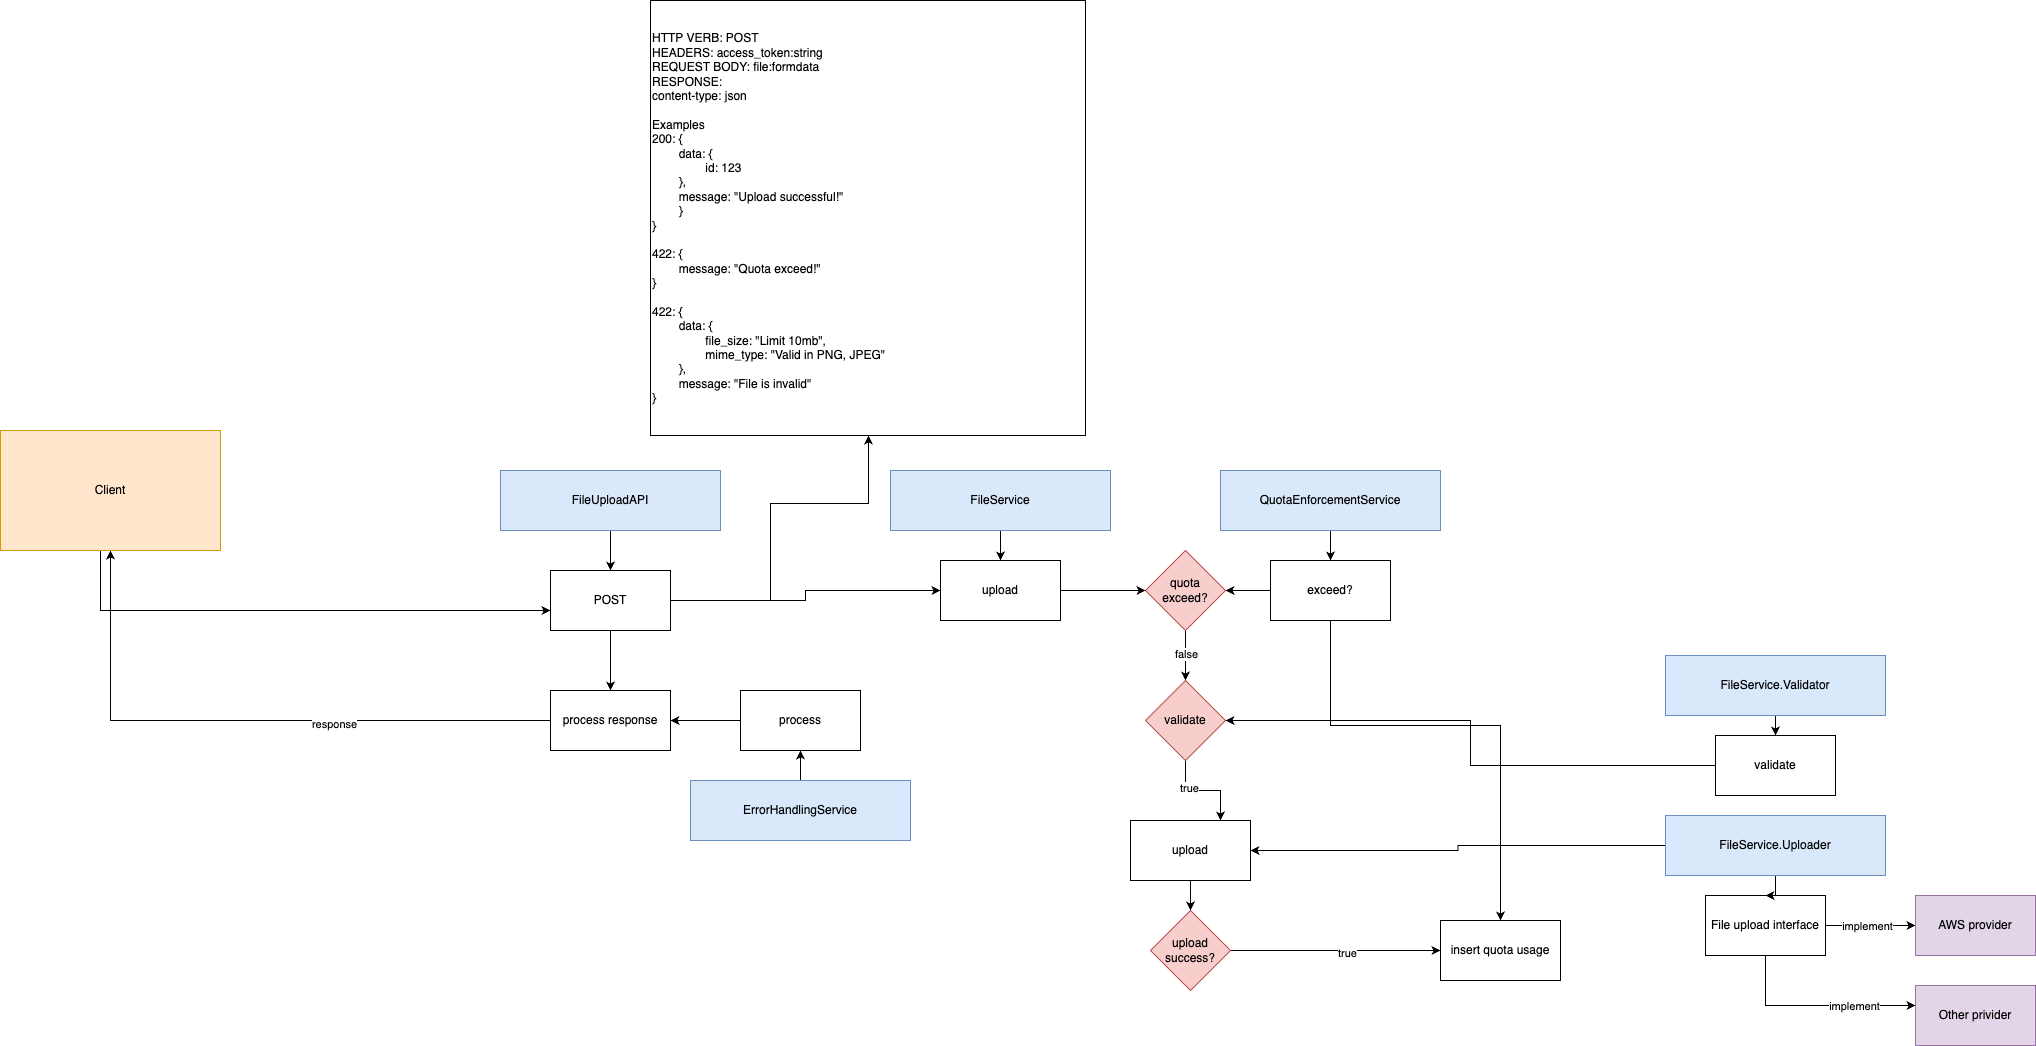 HTTP VERB: POST
HEADERS: access_token:string
REQUEST BODY: file:formdata
RESPONSE:
content-type: json
Examples
200: {
data: {
id: 123
},
message: "Upload successful!"
}
}
422: {
message: "Quota exceed!"
}
422: {
data: {
file_size: "Limit 10mb",
mime_type: "Valid in PNG, JPEG"
},
message: "File is invalid"
}
Client
FileUploadAPI
FileService
QuotaEnforcementService
POST
upload
quota
exceed?
exceed?
false
FileService.Validator
process response
process
validate
response
validate
true
ErrorHandlingService
upload
FileService.Uploader
upload
success?
true
insert quota usage
File upload interface
implement
AWS provider
implement
Other privider